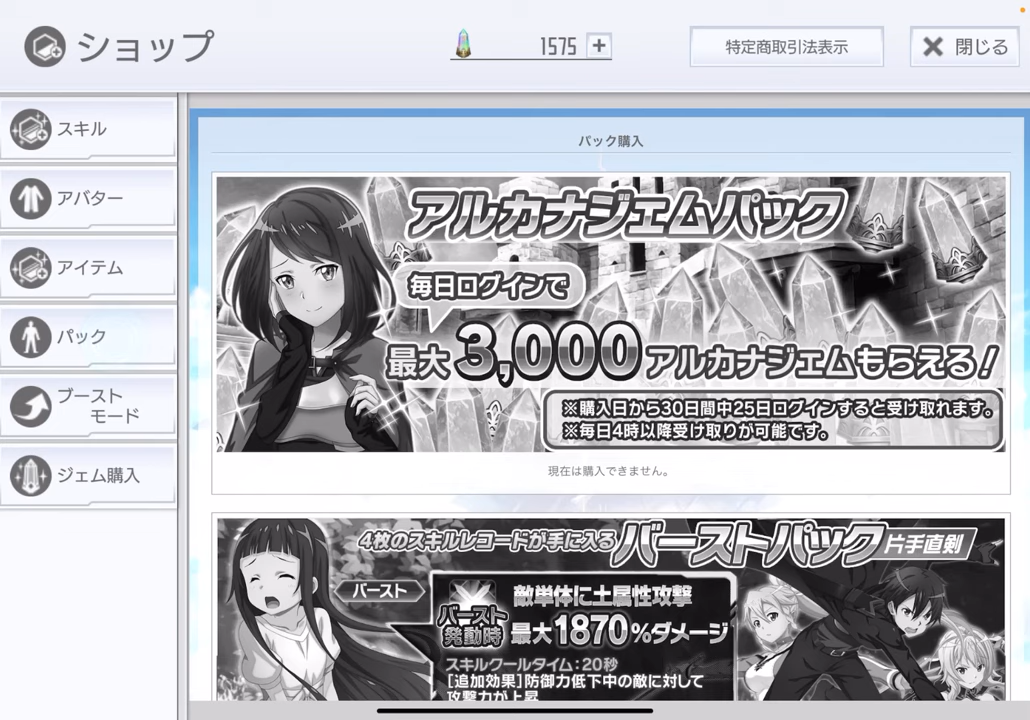 ショップ
1575
特定商取引法表示
閉じる
スキル
アバター
アイテム
パック
ブースト
モード
ジェム購入
パック購入
アルカナジェムパック
毎日ログインで
最大3,000アルカナジェムもらえる!
※購入日から30日間中25日ログインすると受け取れます。
※毎日4時以降受け取りが可能です。
現在は購入できません。
4枚のスキルレコードが手に入る バーストパック 片手直剣
バースト
バースト
発動時
敵単体に土属性攻撃
最大1870%ダメージ
スキルクールタイム:20秒
[追加効果]防御力低下中の敵に対して
攻撃力が上昇